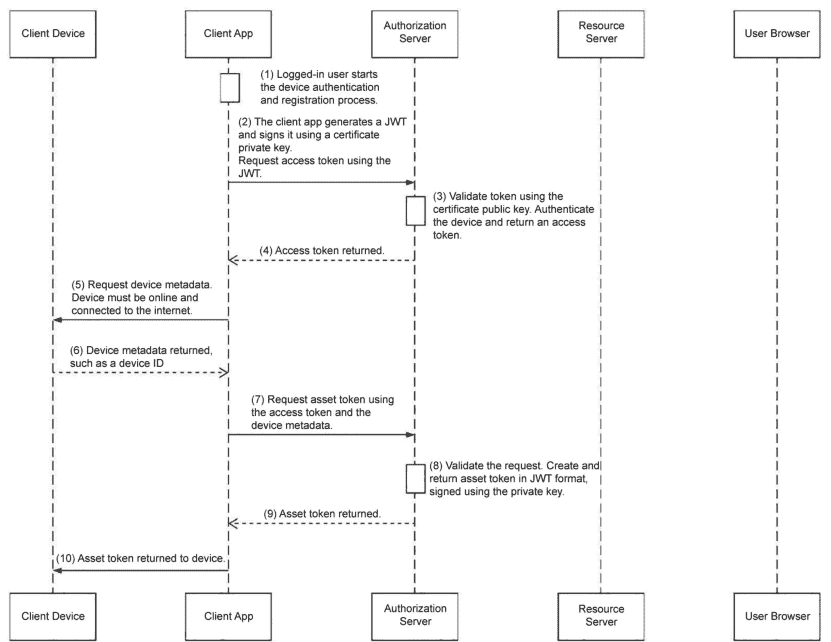 Client Device
Client App
Authorization
Server
Resource
Server
User Browser
(1) Logged-in user starts
the device authentication
and registration process.
(2) The client app generates a JWT
and signs it using a certificate
private key.
Request access token using the
JWT.
(3) Validate token using the
certificate public key. Authenticate
the device and return an access
token.
(4) Access token returned.
(5) Request device metadata.
Device must be online and
connected to the internet.
(6) Device metadata returned,
such as a device ID
(7) Request asset token using
the access token and the
device metadata.
(8) Validate the request. Create and
return asset token in JWT format,
signed using the private key.
(9) Asset token returned.
(10) Asset token returned to device.
Client Device
Client App
Authorization
Server
Resource
Server
User Browser